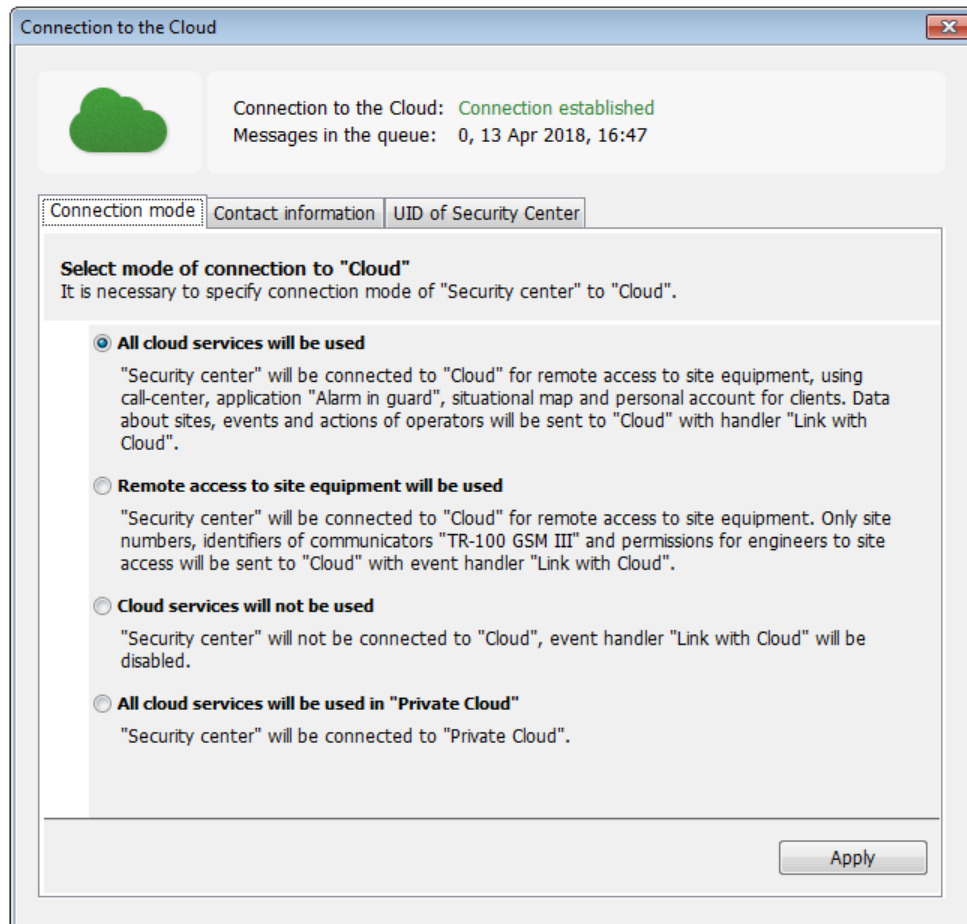 Connection to the Cloud
Connection to the Cloud: Connection established
Messages in the queue: 0, 13 Apr 2018, 16:47
Connection mode Contact information UID of Security Center
Select mode of connection to "Cloud"
It is necessary to specify connection mode of "Security center" to "Cloud".
All cloud services will be used
"Security center" will be connected to "Cloud" for remote access to site equipment, using
call-center, application "Alarm in guard", situational map and personal account for clients. Data
about sites, events and actions of operators will be sent to "Cloud" with handler "Link with
Cloud".
Remote access to site equipment will be used
"Security center" will be connected to "Cloud" for remote access to site equipment. Only site
numbers, identifiers of communicators "TR-100 GSM III" and permissions for engineers to site
access will be sent to "Cloud" with event handler "Link with Cloud".
Cloud services will not be used
"Security center" will not be connected to "Cloud", event handler "Link with Cloud" will be
disabled.
All cloud services will be used in "Private Cloud"
"Security center" will be connected to "Private Cloud".
Apply